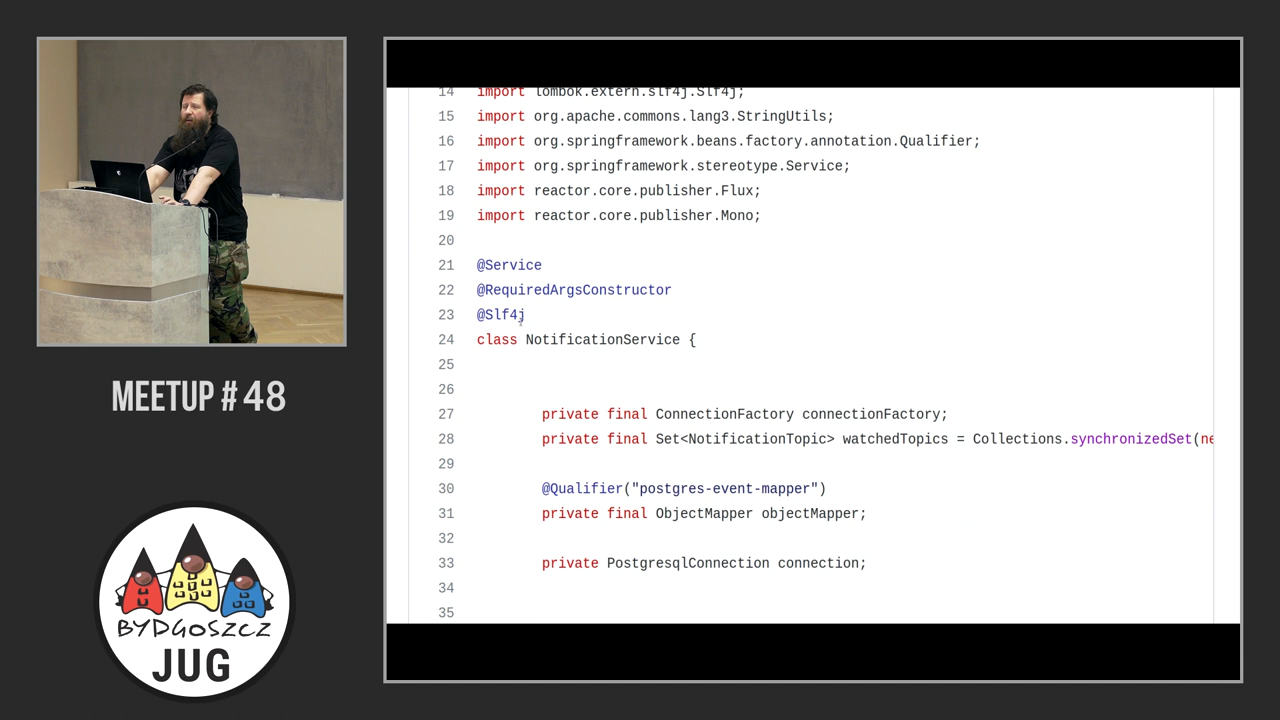 MEETUP # 48
BYDGOSZCZ
JUG
14 import lombok.extern.slf4j.Slf4j;
15 import org.apache.commons.lang3.StringUtils;
16 import org.springframework.beans.factory.annotation.Qualifier;
17 import org.springframework.stereotype.Service;
18 import reactor.core.publisher.Flux;
19 import reactor.core.publisher.Mono;
20
21 @Service
22 @RequiredArgsConstructor
23 @Slf4j
24 class NotificationService {
25
26
27 private final ConnectionFactory connectionFactory;
28 private final Set<NotificationTopic> watchedTopics = Collections.synchronizedSet(ne
29
30 @Qualifier("postgres-event-mapper")
31 private final ObjectMapper objectMapper;
32
33 private PostgresqlConnection connection;
34
35